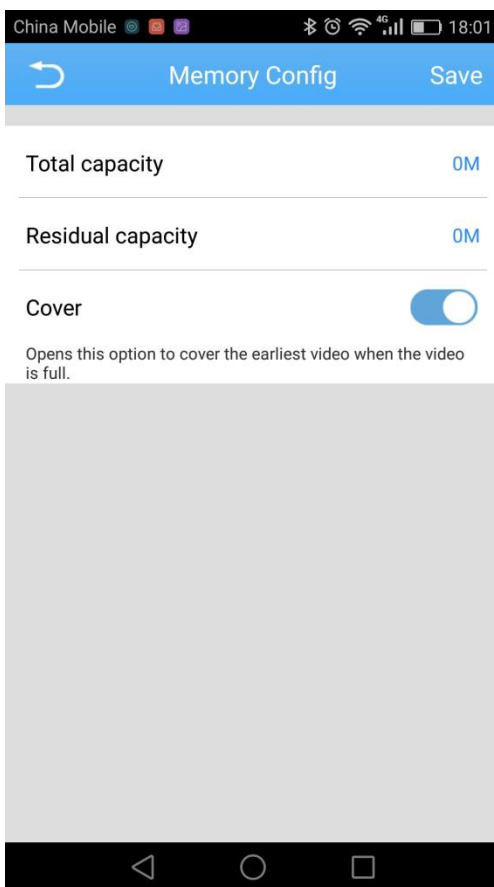 China Mobile 4G 18:01
Memory Config Save
Total capacity 0M
Residual capacity 0M
Cover
Opens this option to cover the earliest video when the video
is full.